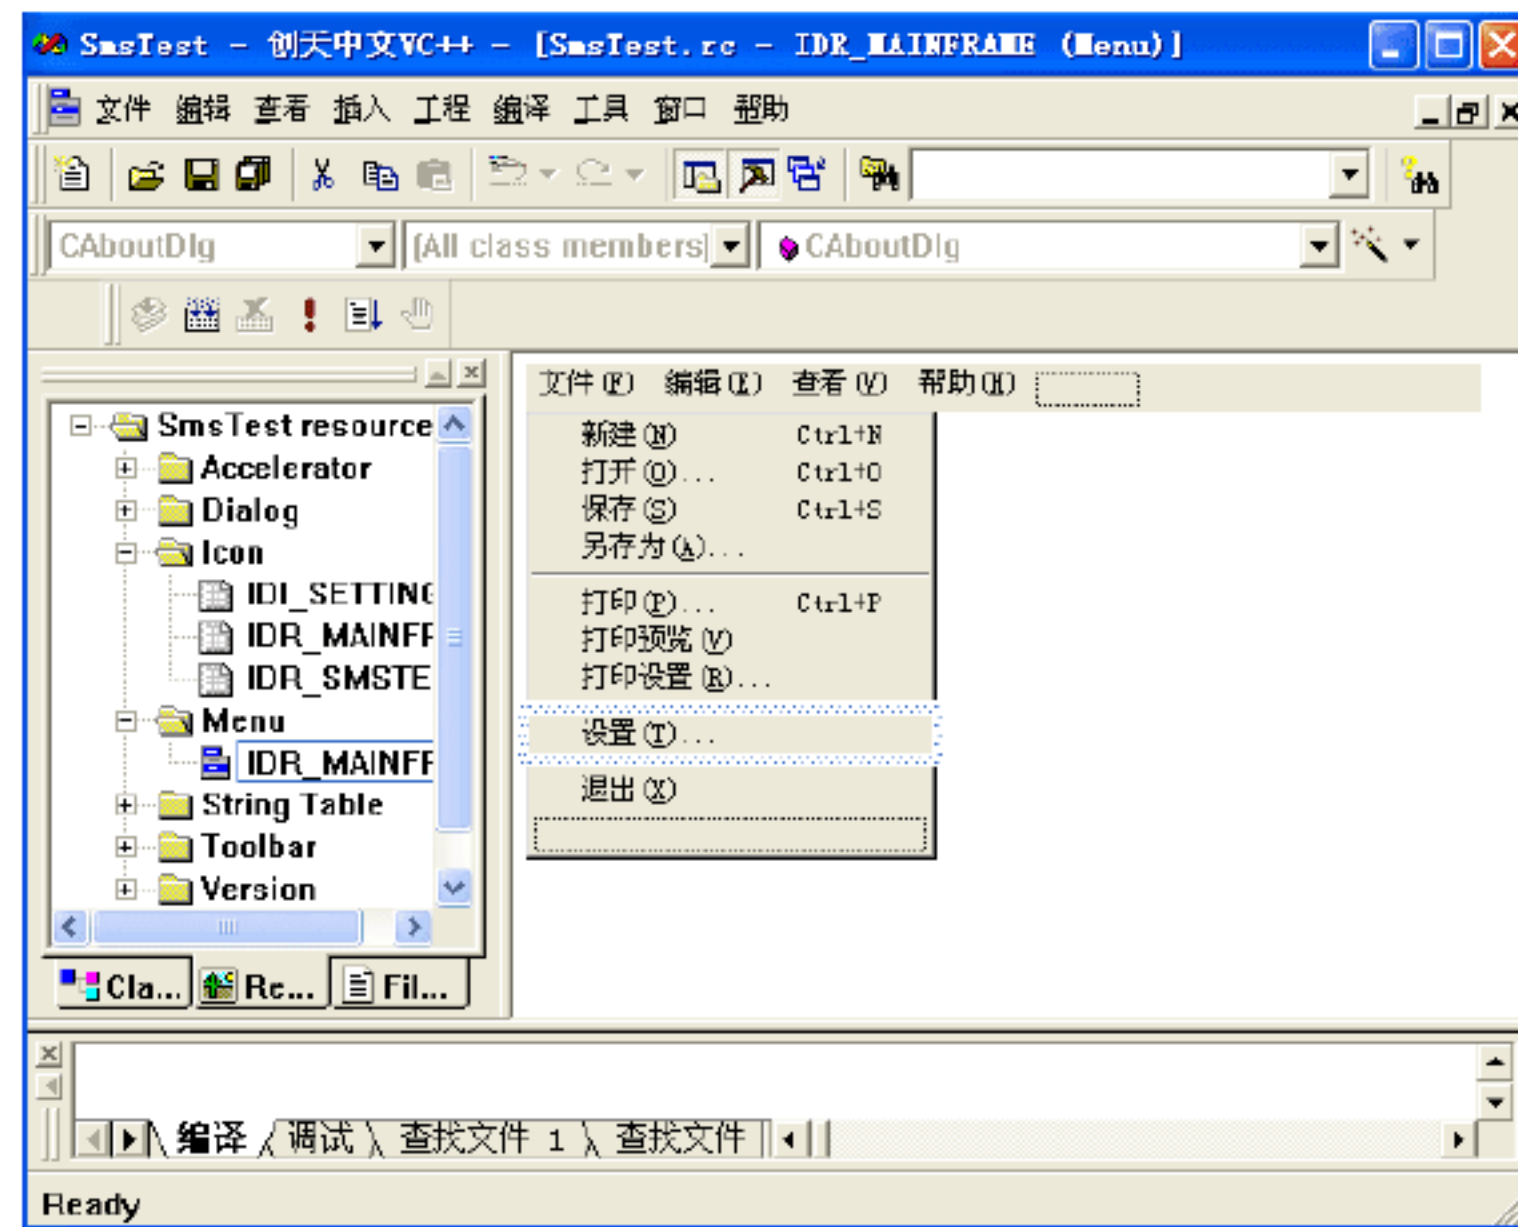 SmsTest - 创天中文VC++ - [SmsTest.rc - IDR_MAINFRAME (Menu)]
文件 编辑 查看 插入 工程 编译 工具 窗口 帮助
CAboutDlg (All class members) CAboutDlg
SmsTest resource
Accelerator
Dialog
Icon
IDI_SETTING
IDR_MAINFF
IDR_SMSTE
Menu
IDR_MAINFF
String Table
Toolbar
Version
Cla... Re... Fil...
文件(F) 编辑(E) 查看(V) 帮助(H)
新建(N) Ctrl+N
打开(O)... Ctrl+O
保存(S) Ctrl+S
另存为(A)...
打印(P)... Ctrl+P
打印预览(V)
打印设置(R)...
设置(T)...
退出(X)
编译 调试 查找文件 1 查找文件
Ready